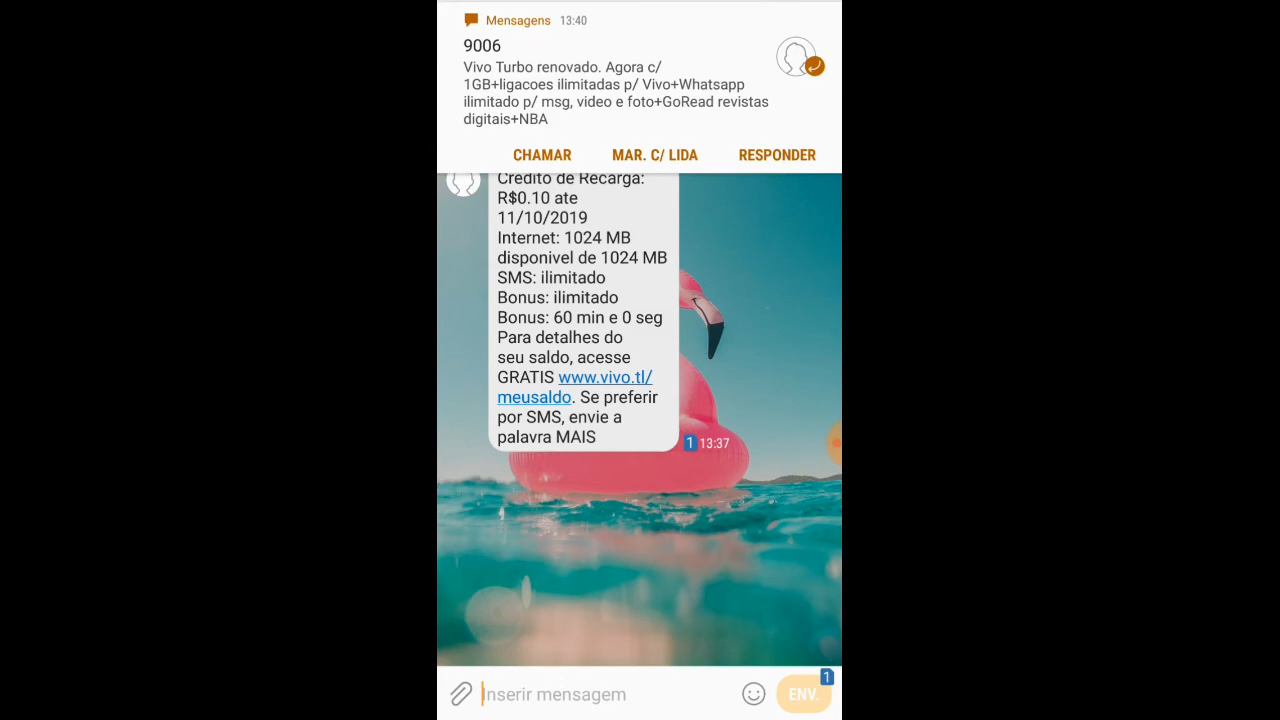 Mensagens 13:40
9006
Vivo Turbo renovado. Agora c/
1GB+ligacoes ilimitadas p/ Vivo+Whatsapp
ilimitado p/ msg, video e foto+GoRead revistas
digitais+NBA
CHAMAR MAR. C/ LIDA RESPONDER
Credito de Recarga:
R$0.10 ate
11/10/2019
Internet: 1024 MB
disponivel de 1024 MB
SMS: ilimitado
Bonus: ilimitado
Bonus: 60 min e 0 seg
Para detalhes do
seu saldo, acesse
GRATIS www.vivo.tl/
meusaldo. Se preferir
por SMS, envie a
palavra MAIS
1 13:37
1
Inserir mensagem ENV.